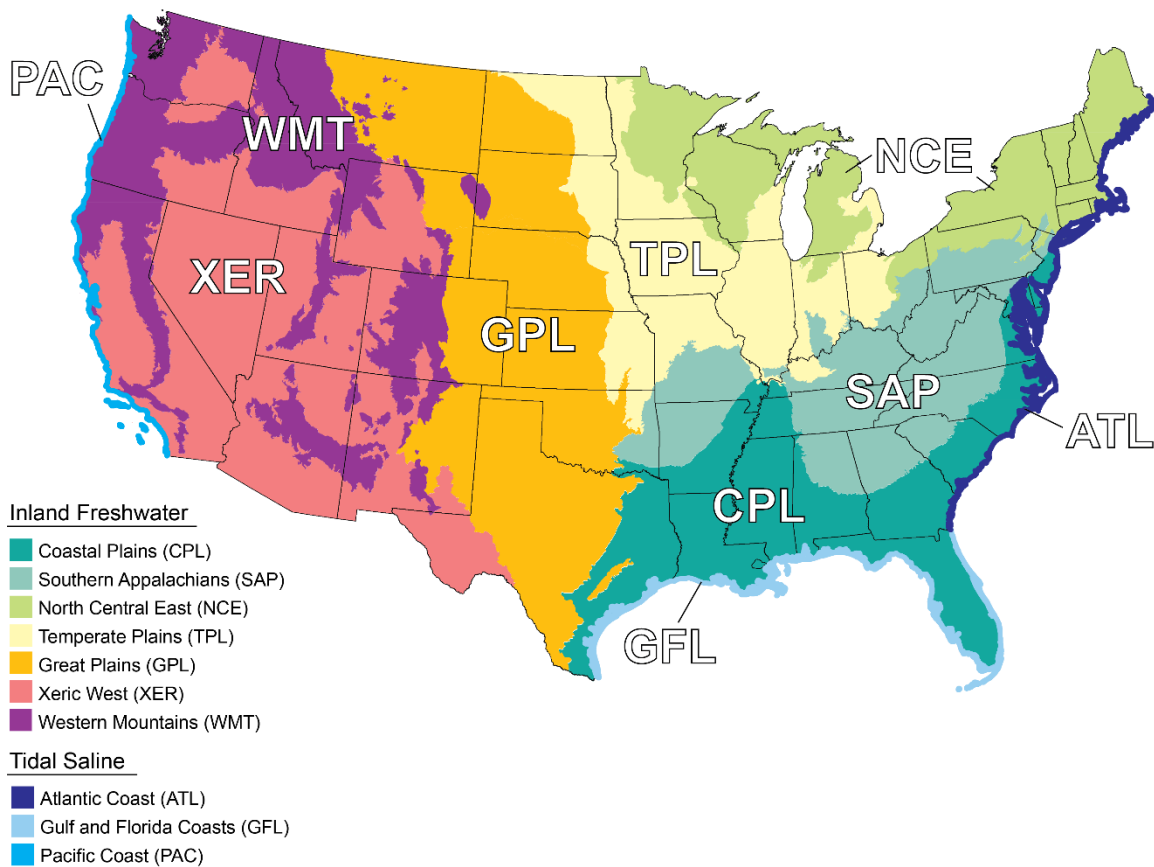 PAC
WMT
NCE
TPL
XER
GPL
SAP
ATL
CPL
GFL
Inland Freshwater
Coastal Plains (CPL)
Southern Appalachians (SAP)
North Central East (NCE)
Temperate Plains (TPL)
Great Plains (GPL)
Xeric West (XER)
Western Mountains (WMT)
Tidal Saline
Atlantic Coast (ATL)
Gulf and Florida Coasts (GFL)
Pacific Coast (PAC)